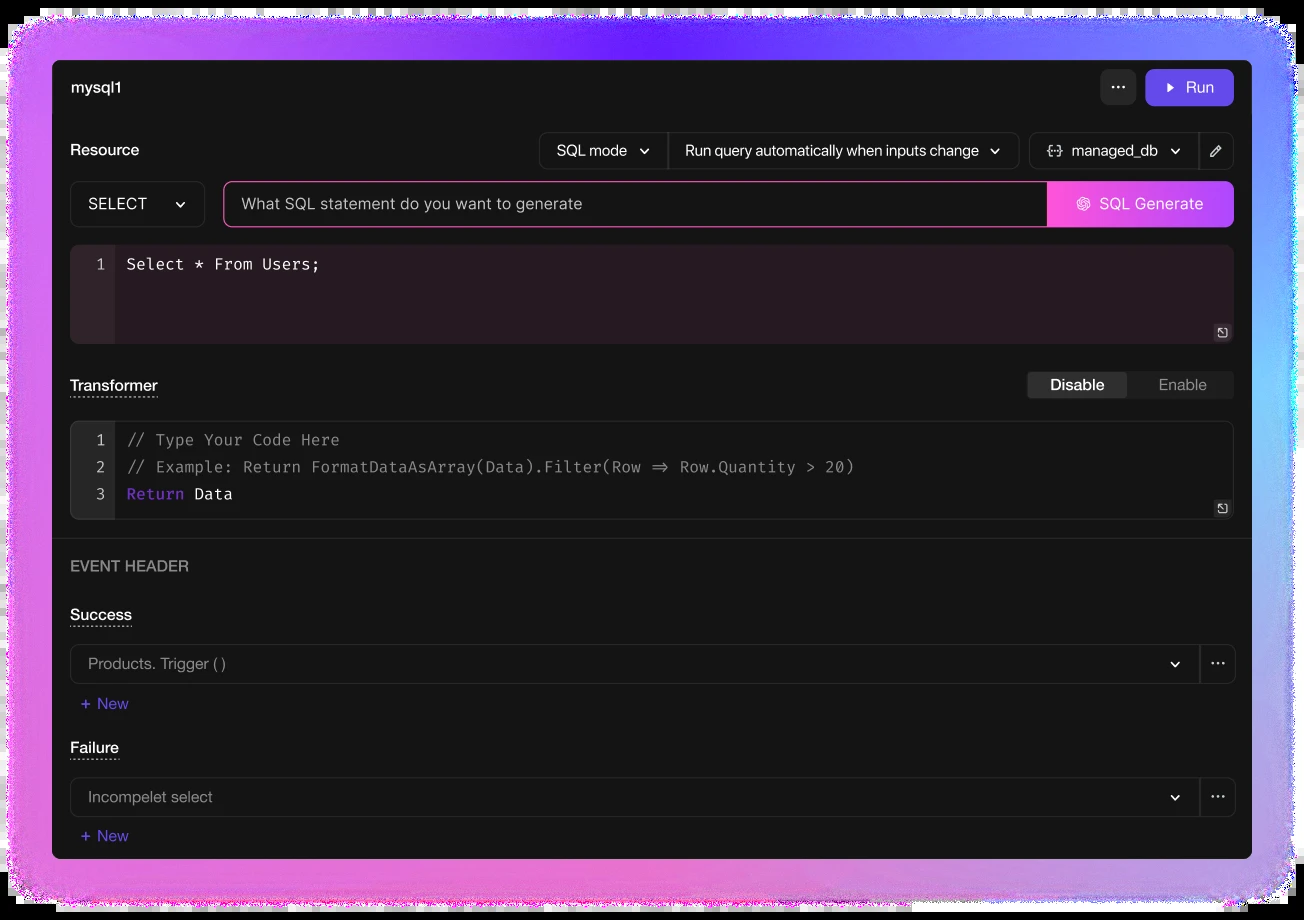 mysql1
Run
Resource
SQL mode
Run query automatically when inputs change
managed_db
SELECT
What SQL statement do you want to generate
SQL Generate
1 Select * From Users;
Transformer
Disable
Enable
1 // Type Your Code Here
2 // Example: Return FormatDataAsArray(Data).Filter(Row => Row.Quantity > 20)
3 Return Data
EVENT HEADER
Success
Products. Trigger ( )
+ New
Failure
Incompelet select
+ New